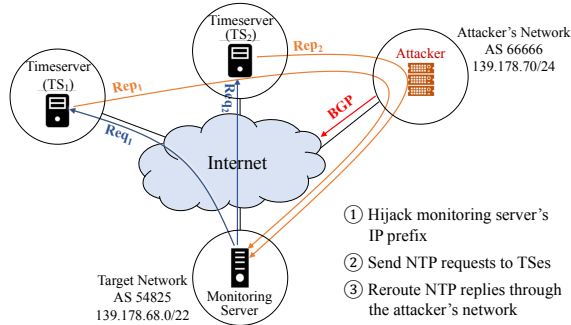 Timeserver
(TS₂)
Rep₂
Attacker's Network
AS 66666
139.178.70/24
Attacker
Timeserver
(TS₁)
Rep₁
Req₂
BGP
Req₁
Internet
① Hijack monitoring server's
IP prefix
② Send NTP requests to TSes
③ Reroute NTP replies through
the attacker's network
Target Network
AS 54825
139.178.68.0/22
Monitoring
Server